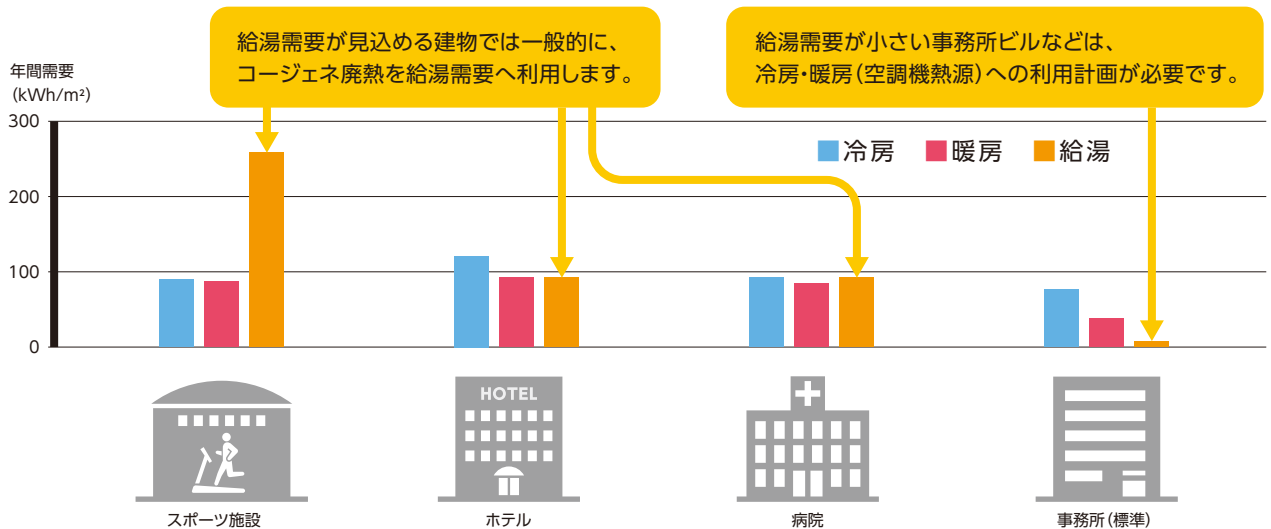 給湯需要が見込める建物では一般的に、
コージェネ廃熱を給湯需要へ利用します。
給湯需要が小さい事務所ビルなどは、
冷房・暖房(空調機熱源)への利用計画が必要です。
年間需要
(kWh/m²)
300
200
100
0
冷房 暖房 給湯
HOTEL
スポーツ施設
ホテル
病院
事務所(標準)